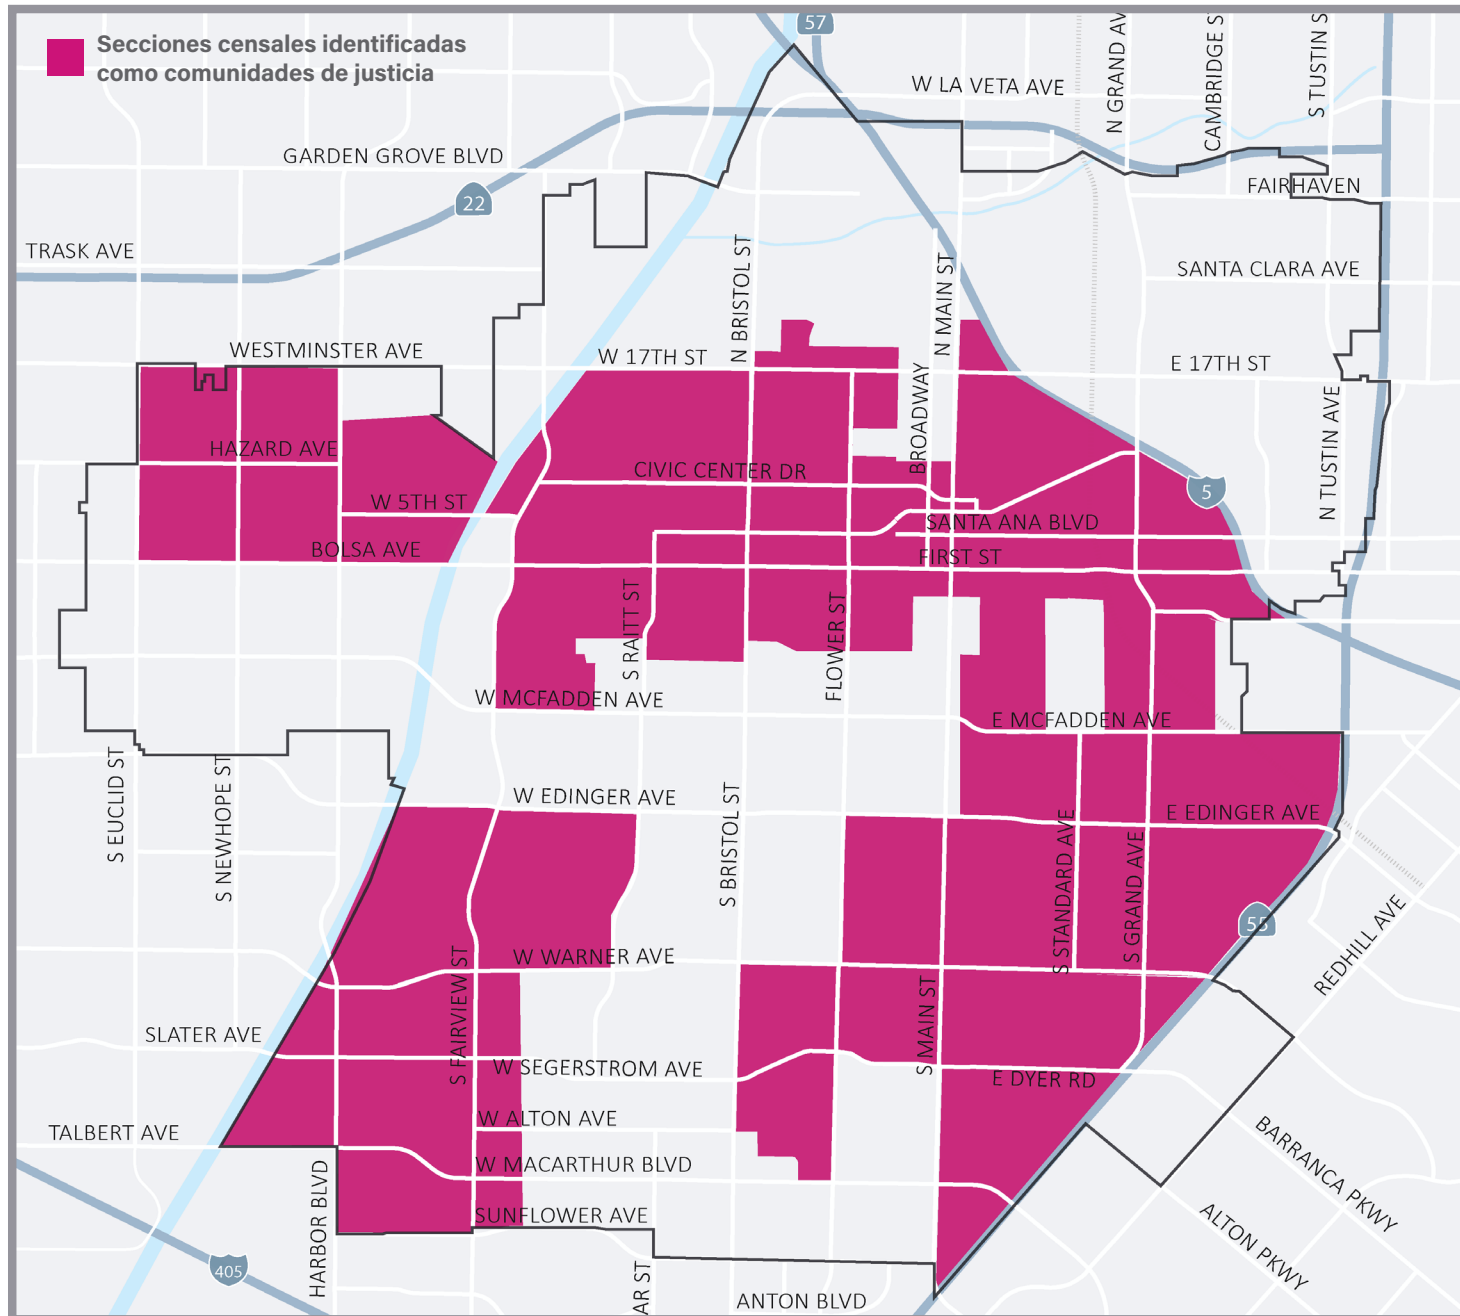 57
Secciones censales identificadas
como comunidades de justicia
W LA VETA AVE
N GRAND AV
CAMBRIDGE S
S TUSTIN S
GARDEN GROVE BLVD
22
FAIRHAVEN
TRASK AVE
SANTA CLARA AVE
N BRISTOL ST
N MAIN ST
WESTMINSTER AVE
W 17TH ST
E 17TH ST
BROADWAY
N TUSTIN AVE
HAZARD AVE
CIVIC CENTER DR
5
W 5TH ST
SANTA ANA BLVD
BOLSA AVE
FIRST ST
S RAITT ST
FLOWER ST
W MCFADDEN AVE
E MCFADDEN AVE
S EUCLID ST
S NEWHOPE ST
W EDINGER AVE
S BRISTOL ST
E EDINGER AVE
S STANDARD AVE
S GRAND AVE
55
REDHILL AVE
W WARNER AVE
S FAIRVIEW ST
S MAIN ST
SLATER AVE
W SEGERSTROM AVE
E DYER RD
W ALTON AVE
TALBERT AVE
W MACARTHUR BLVD
BARRANCA PKWY
HARBOR BLVD
SUNFLOWER AVE
ALTON PKWY
405
AR ST
ANTON BLVD